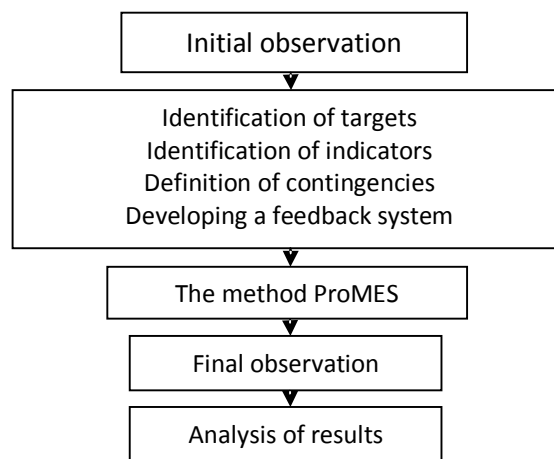 Initial observation
Identification of targets
Identification of indicators
Definition of contingencies
Developing a feedback system
The method ProMES
Final observation
Analysis of results